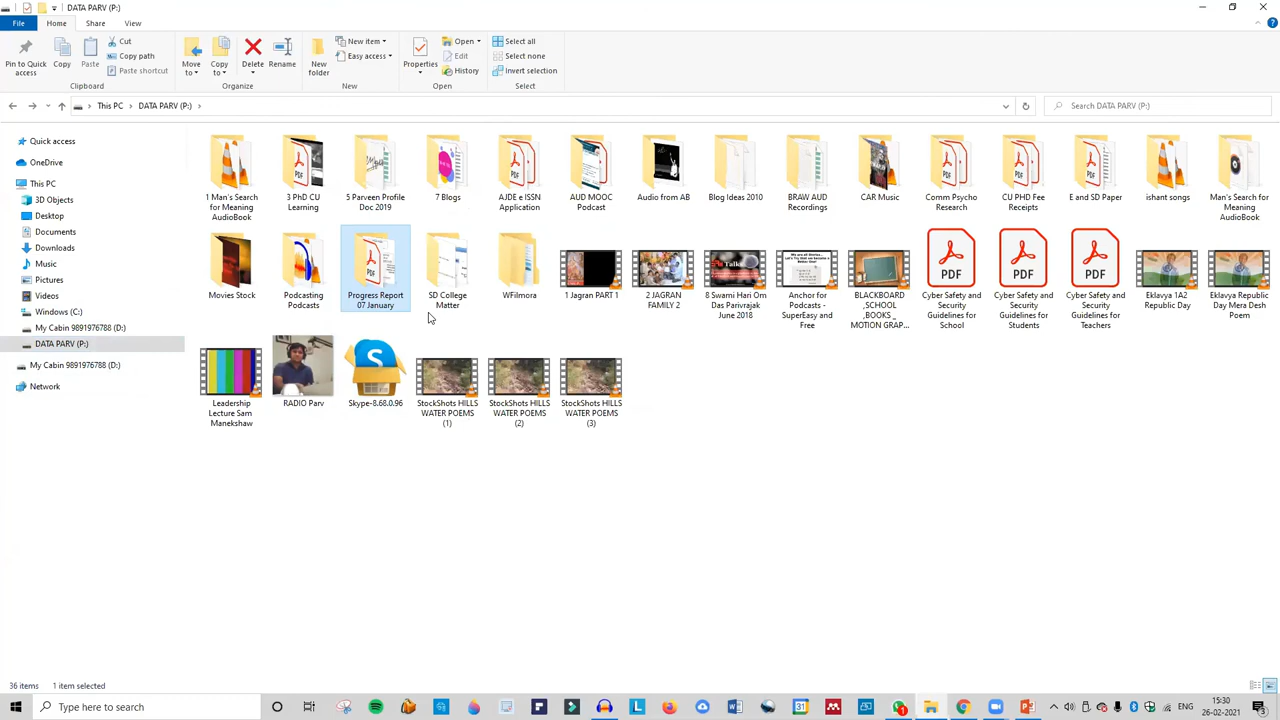 DATA PARV (P:)
File Home Share View
Pin to Quick access
Copy
Paste
Cut
Copy path
Paste shortcut
Clipboard
Move to
Copy to
Delete
Rename
Organize
New folder
New item
Easy access
New
Properties
Open
Edit
History
Open
Select all
Select none
Invert selection
Select
This PC DATA PARV (P:)
Search DATA PARV (P:)
Quick access
OneDrive
This PC
3D Objects
Desktop
Documents
Downloads
Music
Pictures
Videos
Windows (C:)
My Cabin 9891976788 (D:)
DATA PARV (P:)
My Cabin 9891976788 (D:)
Network
1 Man's Search
for Meaning
AudioBook
3 PhD CU
Learning
5 Parveen Profile
Doc 2019
7 Blogs
AJDE e ISSN
Application
AUD MOOC
Podcast
Audio from AB
Blog Ideas 2010
BRAW AUD
Recordings
CAR Music
Comm Psycho
Research
CU PHD Fee
Receipts
E and SD Paper
ishant songs
Man's Search for
Meaning
AudioBook
Movies Stock
Podcasting
Podcasts
Progress Report
07 January
SD College
Matter
WFilmora
1 Jagran PART 1
2 JAGRAN
FAMILY 2
8 Swami Hari Om
Das Parivrajak
June 2018
Anchor for
Podcasts -
SuperEasy and
Free
BLACKBOARD
,SCHOOL
,BOOKS _
MOTION GRAP...
PDF
Cyber Safety and
Security
Guidelines for
School
PDF
Cyber Safety and
Security
Guidelines for
Students
PDF
Cyber Safety and
Security
Guidelines for
Teachers
Eklavya 1A2
Republic Day
Eklavya Republic
Day Mera Desh
Poem
Leadership
Lecture Sam
Manekshaw
RADIO Parv
Skype-8.68.0.96
StockShots HILLS
WATER POEMS
(1)
StockShots HILLS
WATER POEMS
(2)
StockShots HILLS
WATER POEMS
(3)
36 items 1 item selected
Type here to search
ENG
15:30
26-02-2021